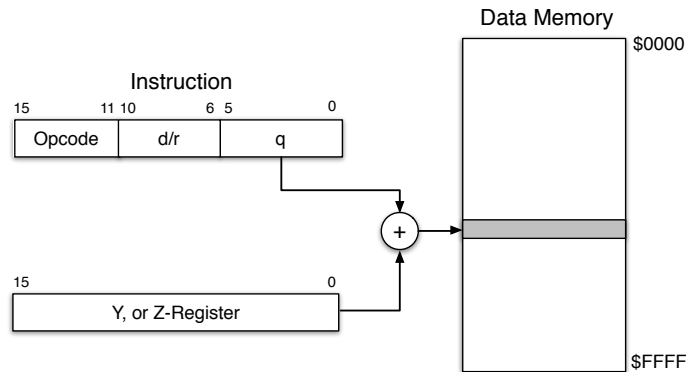 Data Memory
$0000
Instruction
15 11 10 6 5 0
Opcode d/r q
+
15 0
Y, or Z-Register
$FFFF